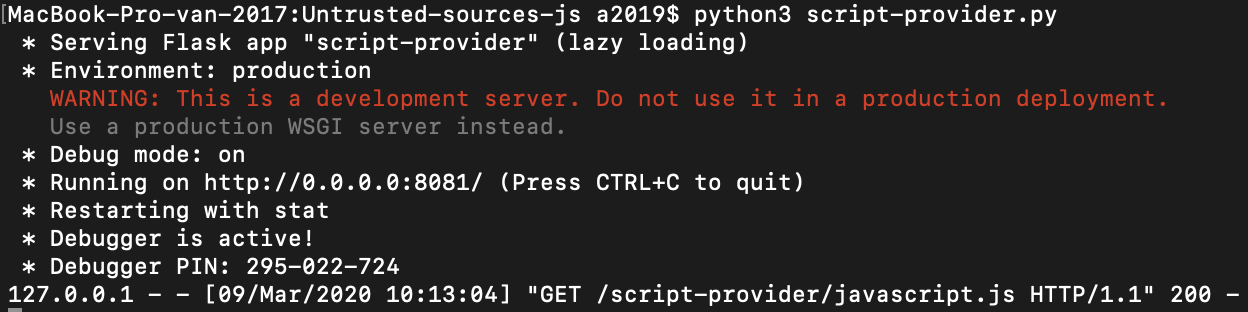 [MacBook-Pro-van-2017:Untrusted-sources-js a2019$ python3 script-provider.py
* Serving Flask app "script-provider" (lazy loading)
* Environment: production
WARNING: This is a development server. Do not use it in a production deployment.
Use a production WSGI server instead.
* Debug mode: on
* Running on http://0.0.0.0:8081/ (Press CTRL+C to quit)
* Restarting with stat
* Debugger is active!
* Debugger PIN: 295-022-724
127.0.0.1 - - [09/Mar/2020 10:13:04] "GET /script-provider/javascript.js HTTP/1.1" 200 -